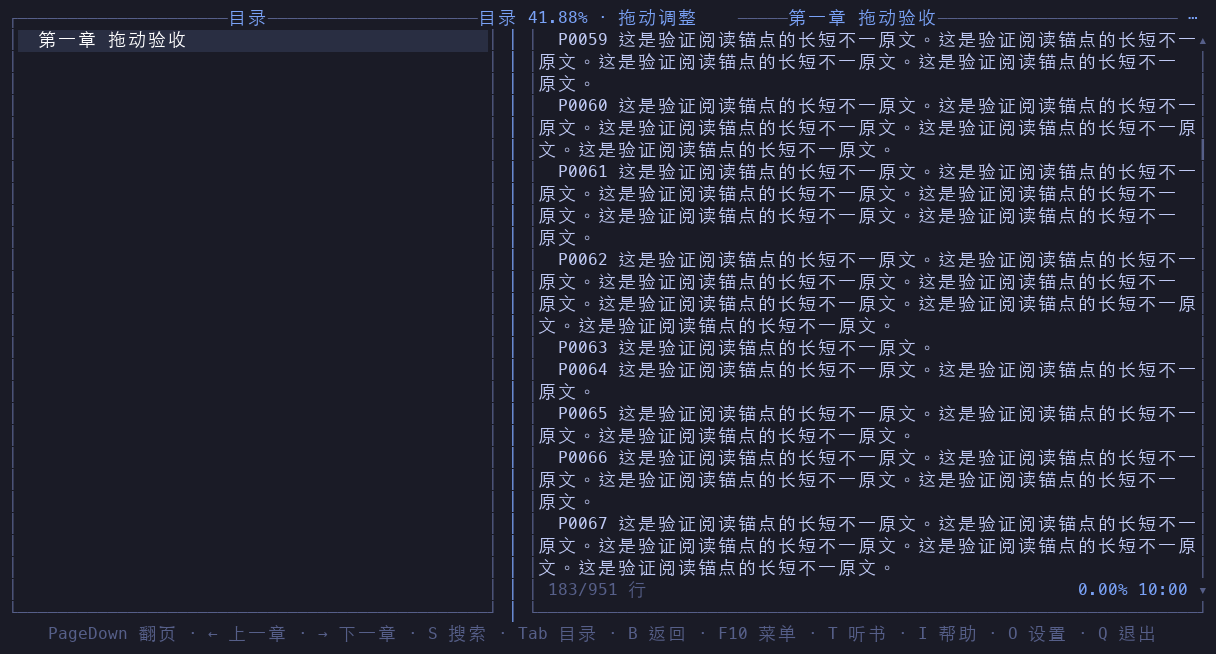 目录 目录 41.88% · 拖动调整 第一章 拖动验收 …
第一章 拖动验收
P0059 这是验证阅读锚点的长短不一原文。这是验证阅读锚点的长短不一
原文。这是验证阅读锚点的长短不一原文。这是验证阅读锚点的长短不一
原文。
P0060 这是验证阅读锚点的长短不一原文。这是验证阅读锚点的长短不一
原文。这是验证阅读锚点的长短不一原文。这是验证阅读锚点的长短不一原
文。这是验证阅读锚点的长短不一原文。
P0061 这是验证阅读锚点的长短不一原文。这是验证阅读锚点的长短不一
原文。这是验证阅读锚点的长短不一原文。这是验证阅读锚点的长短不一
原文。这是验证阅读锚点的长短不一原文。这是验证阅读锚点的长短不一
原文。
P0062 这是验证阅读锚点的长短不一原文。这是验证阅读锚点的长短不一
原文。这是验证阅读锚点的长短不一原文。这是验证阅读锚点的长短不一
原文。这是验证阅读锚点的长短不一原文。这是验证阅读锚点的长短不一原
文。这是验证阅读锚点的长短不一原文。
P0063 这是验证阅读锚点的长短不一原文。
P0064 这是验证阅读锚点的长短不一原文。这是验证阅读锚点的长短不一
原文。
P0065 这是验证阅读锚点的长短不一原文。这是验证阅读锚点的长短不一
原文。这是验证阅读锚点的长短不一原文。
P0066 这是验证阅读锚点的长短不一原文。这是验证阅读锚点的长短不一
原文。这是验证阅读锚点的长短不一原文。这是验证阅读锚点的长短不一
原文。
P0067 这是验证阅读锚点的长短不一原文。这是验证阅读锚点的长短不一
原文。这是验证阅读锚点的长短不一原文。这是验证阅读锚点的长短不一原
文。这是验证阅读锚点的长短不一原文。
183/951 行 0.00% 10:00
PageDown 翻页 · ← 上一章 · → 下一章 · S 搜索 · Tab 目录 · B 返回 · F10 菜单 · T 听书 · I 帮助 · O 设置 · Q 退出